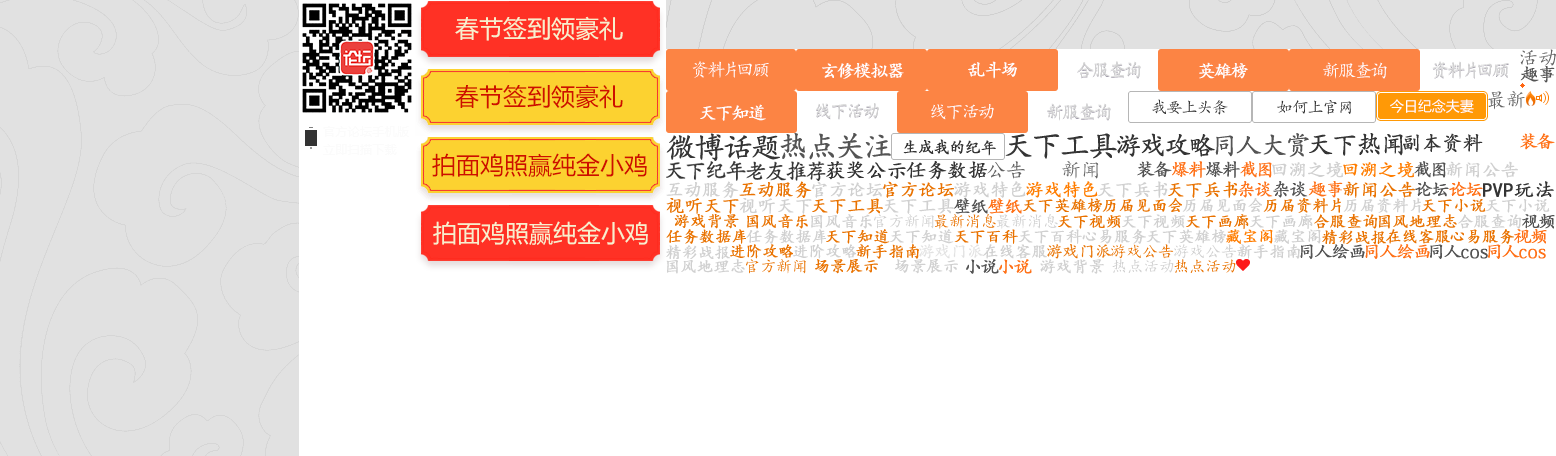 论坛
春节签到领豪礼
春节签到领豪礼
拍面鸡照赢纯金小鸡
拍面鸡照赢纯金小鸡
资料片回顾 玄修模拟器 乱斗场 合服查询 英雄榜 新服查询 资料片回顾 活动
趣事
天下知道 线下活动 线下活动 新服查询 我要上头条 如何上官网 今日纪念夫妻 最新
微博话题热点关注 生成我的纪年 天下工具游戏攻略同人大赏天下热闻副本资料 装备
天下纪年老友推荐获奖公示任务数据公告 新闻 装备爆料爆料截图回溯之境回溯之境截图新闻公告
互动服务互动服务官方论坛官方论坛游戏特色游戏特色天下兵书天下兵书杂谈杂谈趣事新闻公告论坛论坛PVP玩法
视听天下视听天下天下工具天下工具壁纸壁纸天下英雄榜历届见面会历届见面会历届资料片历届资料片天下小说天下小说
游戏背景国风音乐国风音乐官方新闻最新消息最新消息天下视频天下视频天下画廊天下画廊合服查询国风地理志合服查询视频
任务数据库任务数据库天下知道天下知道天下百科天下百科心易服务天下英雄榜藏宝阁藏宝阁精彩战报在线客服心易服务视频
精彩战报进阶攻略进阶攻略新手指南游戏门派在线客服游戏门派游戏公告游戏公告新手指南同人绘画同人绘画同人cos同人cos
国风地理志官方新闻 场景展示 场景展示 小说小说 游戏背景 热点活动热点活动